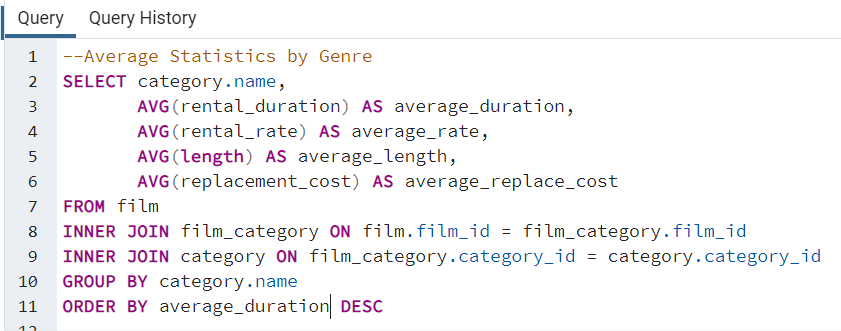 Query Query History
1 --Average Statistics by Genre
2 SELECT category.name,
3 AVG(rental_duration) AS average_duration,
4 AVG(rental_rate) AS average_rate,
5 AVG(length) AS average_length,
6 AVG(replacement_cost) AS average_replace_cost
7 FROM film
8 INNER JOIN film_category ON film.film_id = film_category.film_id
9 INNER JOIN category ON film_category.category_id = category.category_id
10 GROUP BY category.name
11 ORDER BY average_duration DESC
12